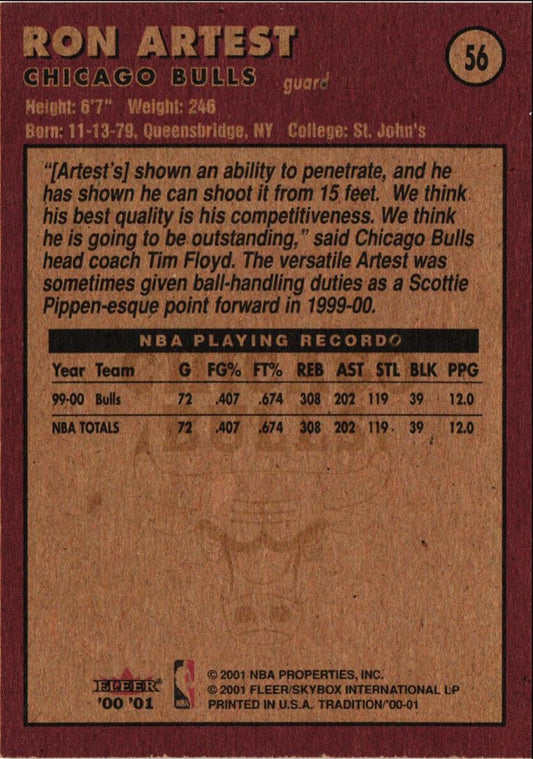 RON ARTEST
56
CHICAGO BULLS guard
Height: 6'7" Weight: 246
Born: 11-13-79, Queensbridge, NY College: St. John's
"[Artest's] shown an ability to penetrate, and he
has shown he can shoot it from 15 feet. We think
his best quality is his competitiveness. We think
he is going to be outstanding," said Chicago Bulls
head coach Tim Floyd. The versatile Artest was
sometimes given ball-handling duties as a Scottie
Pippen-esque point forward in 1999-00.
NBA PLAYING RECORD
Year Team G FG% FT% REB AST STL BLK PPG
99-00 Bulls 72 .407 .674 308 202 119 39 12.0
NBA TOTALS 72 .407 .674 308 202 119 39 12.0
BULLS
FLEER
'00 '01
© 2001 NBA PROPERTIES, INC.
© 2001 FLEER/SKYBOX INTERNATIONAL LP
PRINTED IN U.S.A. TRADITION/'00-01